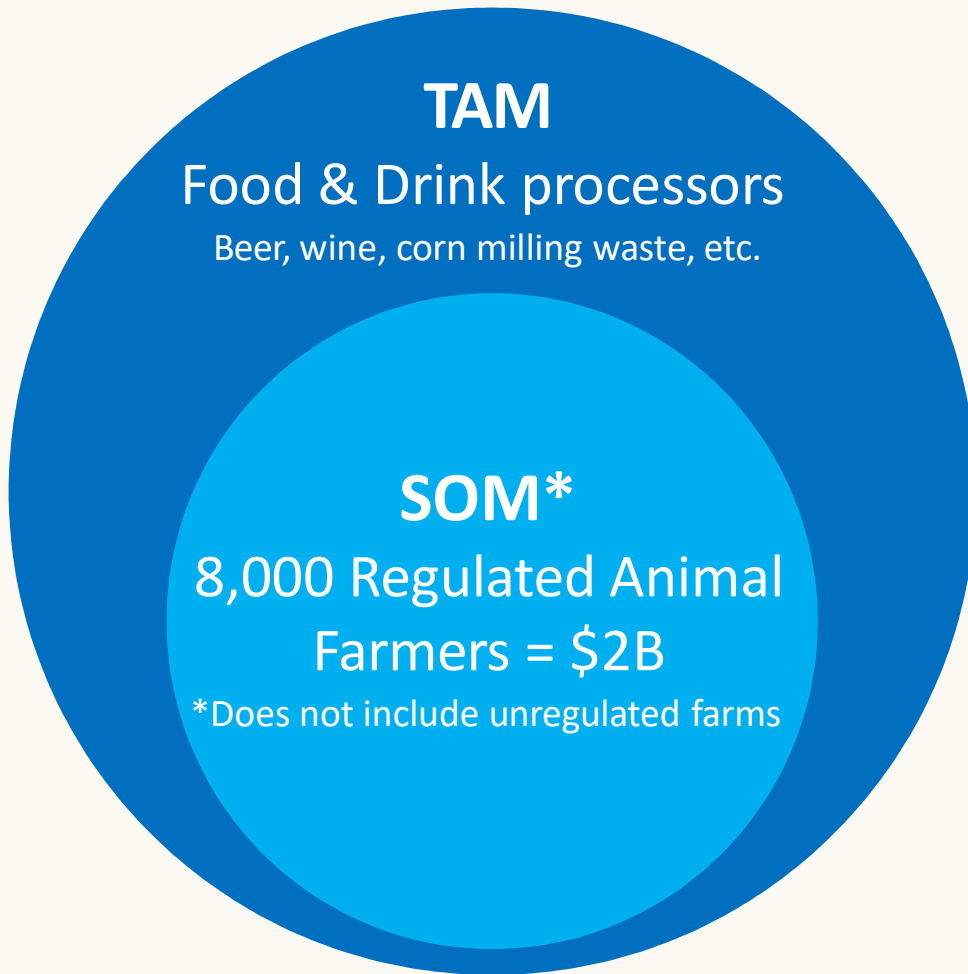 TAM
Food & Drink processors
Beer, wine, corn milling waste, etc.
SOM*
8,000 Regulated Animal
Farmers = $2B
*Does not include unregulated farms